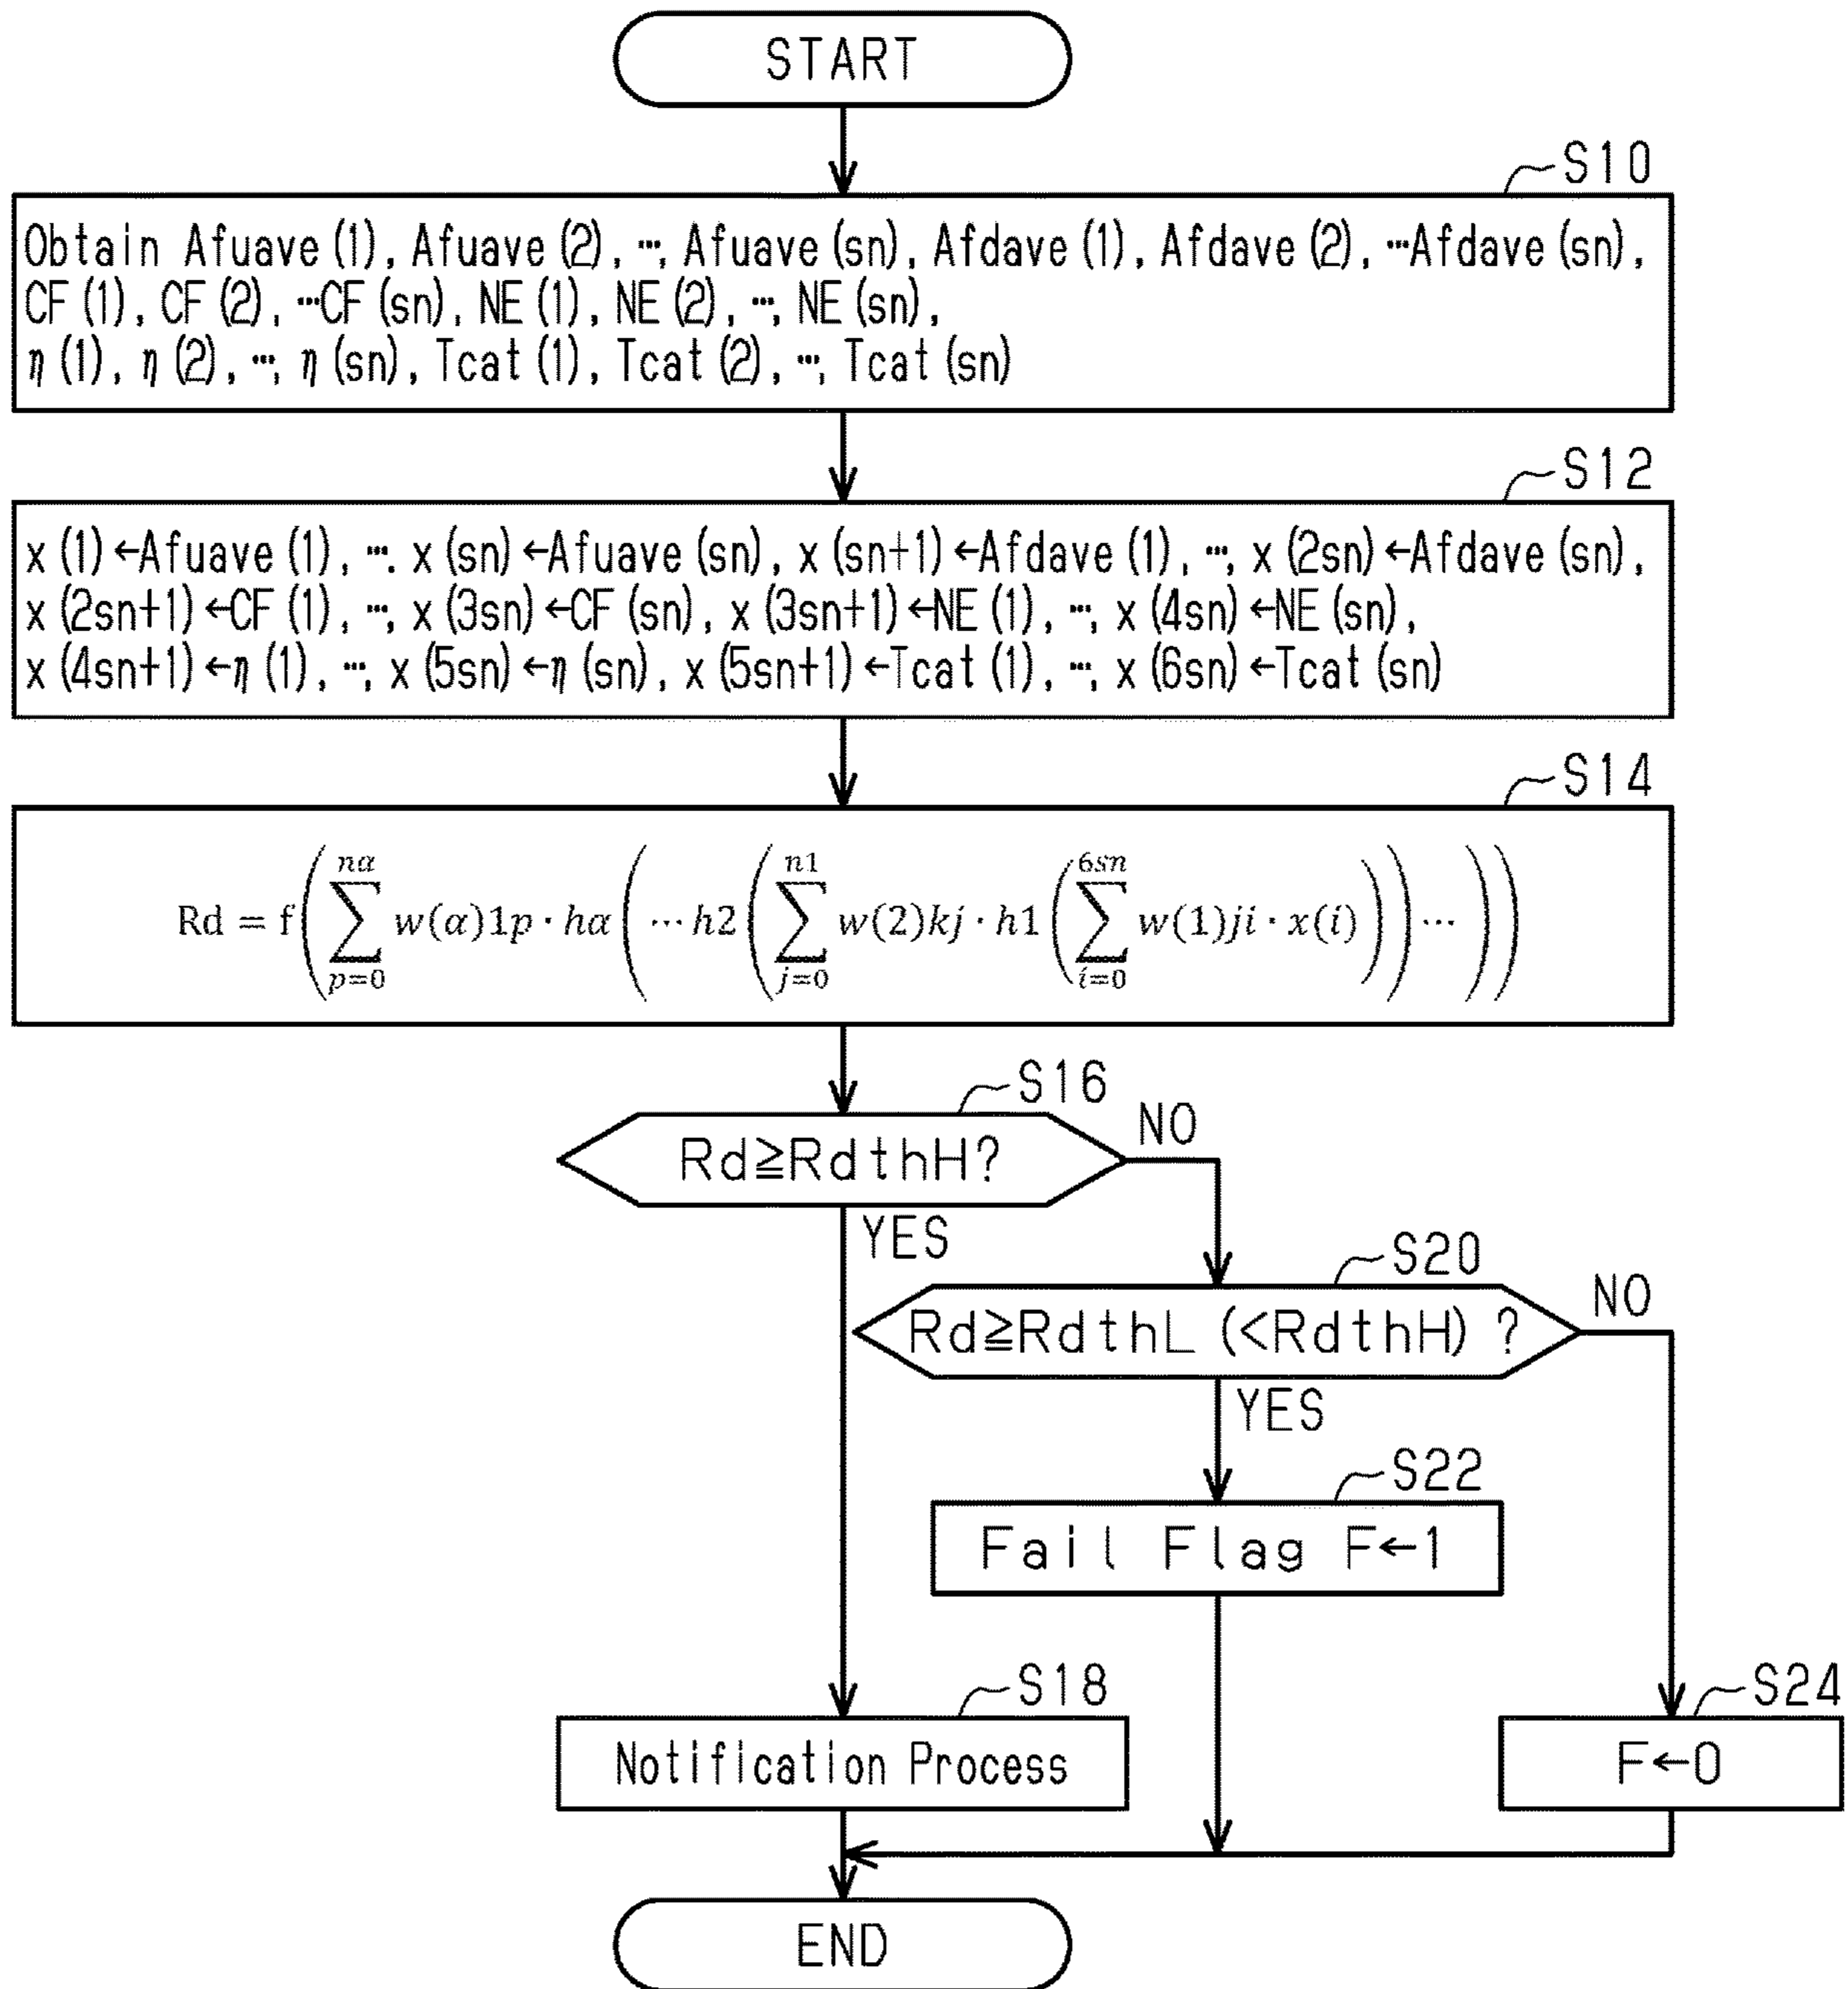 START
S10
Obtain Afuave(1), Afuave(2), …, Afuave(sn), Afdave(1), Afdave(2), …Afdave(sn),
CF(1), CF(2), …CF(sn), NE(1), NE(2), …, NE(sn),
η(1), η(2), …, η(sn), Tcat(1), Tcat(2), …, Tcat(sn)
S12
x(1)←Afuave(1), …. x(sn)←Afuave(sn), x(sn+1)←Afdave(1), …, x(2sn)←Afdave(sn),
x(2sn+1)←CF(1), …, x(3sn)←CF(sn), x(3sn+1)←NE(1), …, x(4sn)←NE(sn),
x(4sn+1)←η(1), …, x(5sn)←η(sn), x(5sn+1)←Tcat(1), …, x(6sn)←Tcat(sn)
S14
Rd = f(∑_{p=0}^{nα} w(α)1p · hα(⋯ h2(∑_{j=0}^{n1} w(2)kj · h1(∑_{i=0}^{6sn} w(1)ji · x(i)))⋯))
S16
Rd≧RdthH?
NO
YES
S20
Rd≧RdthL (<RdthH) ?
NO
YES
S22
Fail Flag F←1
S18
Notification Process
S24
F←0
END